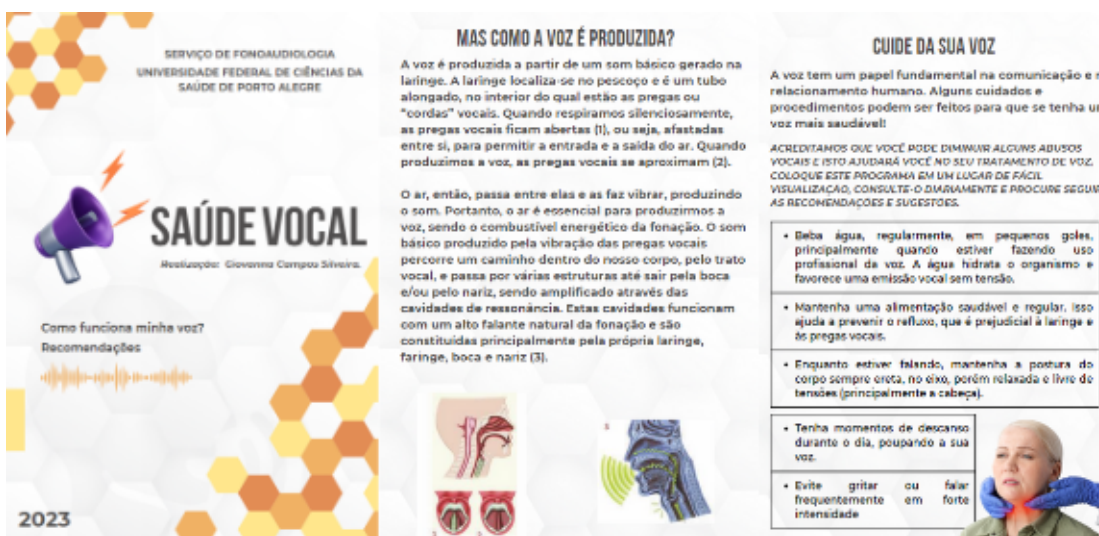 SERVIÇO DE FONOAUDIOLOGIA
UNIVERSIDADE FEDERAL DE CIÊNCIAS DA
SAÚDE DE PORTO ALEGRE
SAÚDE VOCAL
Realização: Giovanna Campos Silveira.
Como funciona minha voz?
Recomendações
2023
MAS COMO A VOZ É PRODUZIDA?
A voz é produzida a partir de um som básico gerado na
laringe. A laringe localiza-se no pescoço e é um tubo
alongado, no interior do qual estão as pregas ou
"cordas" vocais. Quando respiramos silenciosamente,
as pregas vocais ficam abertas (1), ou seja, afastadas
entre si, para permitir a entrada e a saída do ar. Quando
produzimos a voz, as pregas vocais se aproximam (2).
O ar, então, passa entre elas e as faz vibrar, produzindo
o som. Portanto, o ar é essencial para produzirmos a
voz, sendo o combustível energético da fonação. O som
básico produzido pela vibração das pregas vocais
percorre um caminho dentro do nosso corpo, pelo trato
vocal, e passa por várias estruturas até sair pela boca
e/ou pelo nariz, sendo amplificado através das
cavidades de ressonância. Estas cavidades funcionam
com um alto falante natural da fonação e são
constituídas principalmente pela própria laringe,
faringe, boca e nariz (3).
CUIDE DA SUA VOZ
A voz tem um papel fundamental na comunicação e
relacionamento humano. Alguns cuidados e
procedimentos podem ser feitos para que se tenha
voz mais saudável!
ACREDITAMOS QUE VOCÊ PODE DIMINUIR ALGUNS ABUSOS
VOCAIS E ISTO AJUDARÁ VOCÊ NO SEU TRATAMENTO DE VOZ.
COLOQUE ESTE PROGRAMA EM UM LUGAR DE FÁCIL
VISUALIZAÇÃO, CONSULTE-O DIARIAMENTE E PROCURE SEGUIR
AS RECOMENDAÇÕES E SUGESTÕES.
• Beba água, regularmente, em pequenos goles,
principalmente quando estiver fazendo uso
profissional da voz. A água hidrata o organismo e
favorece uma emissão vocal sem tensão.
• Mantenha uma alimentação saudável e regular. Isso
ajuda a prevenir o refluxo, que é prejudicial à laringe e
às pregas vocais.
• Enquanto estiver falando, mantenha a postura do
corpo sempre ereta, no eixo, porém relaxada e livre de
tensões (principalmente a cabeça).
• Tenha momentos de descanso
durante o dia, poupando a sua
voz.
• Evite gritar ou falar
frequentemente em forte
intensidade